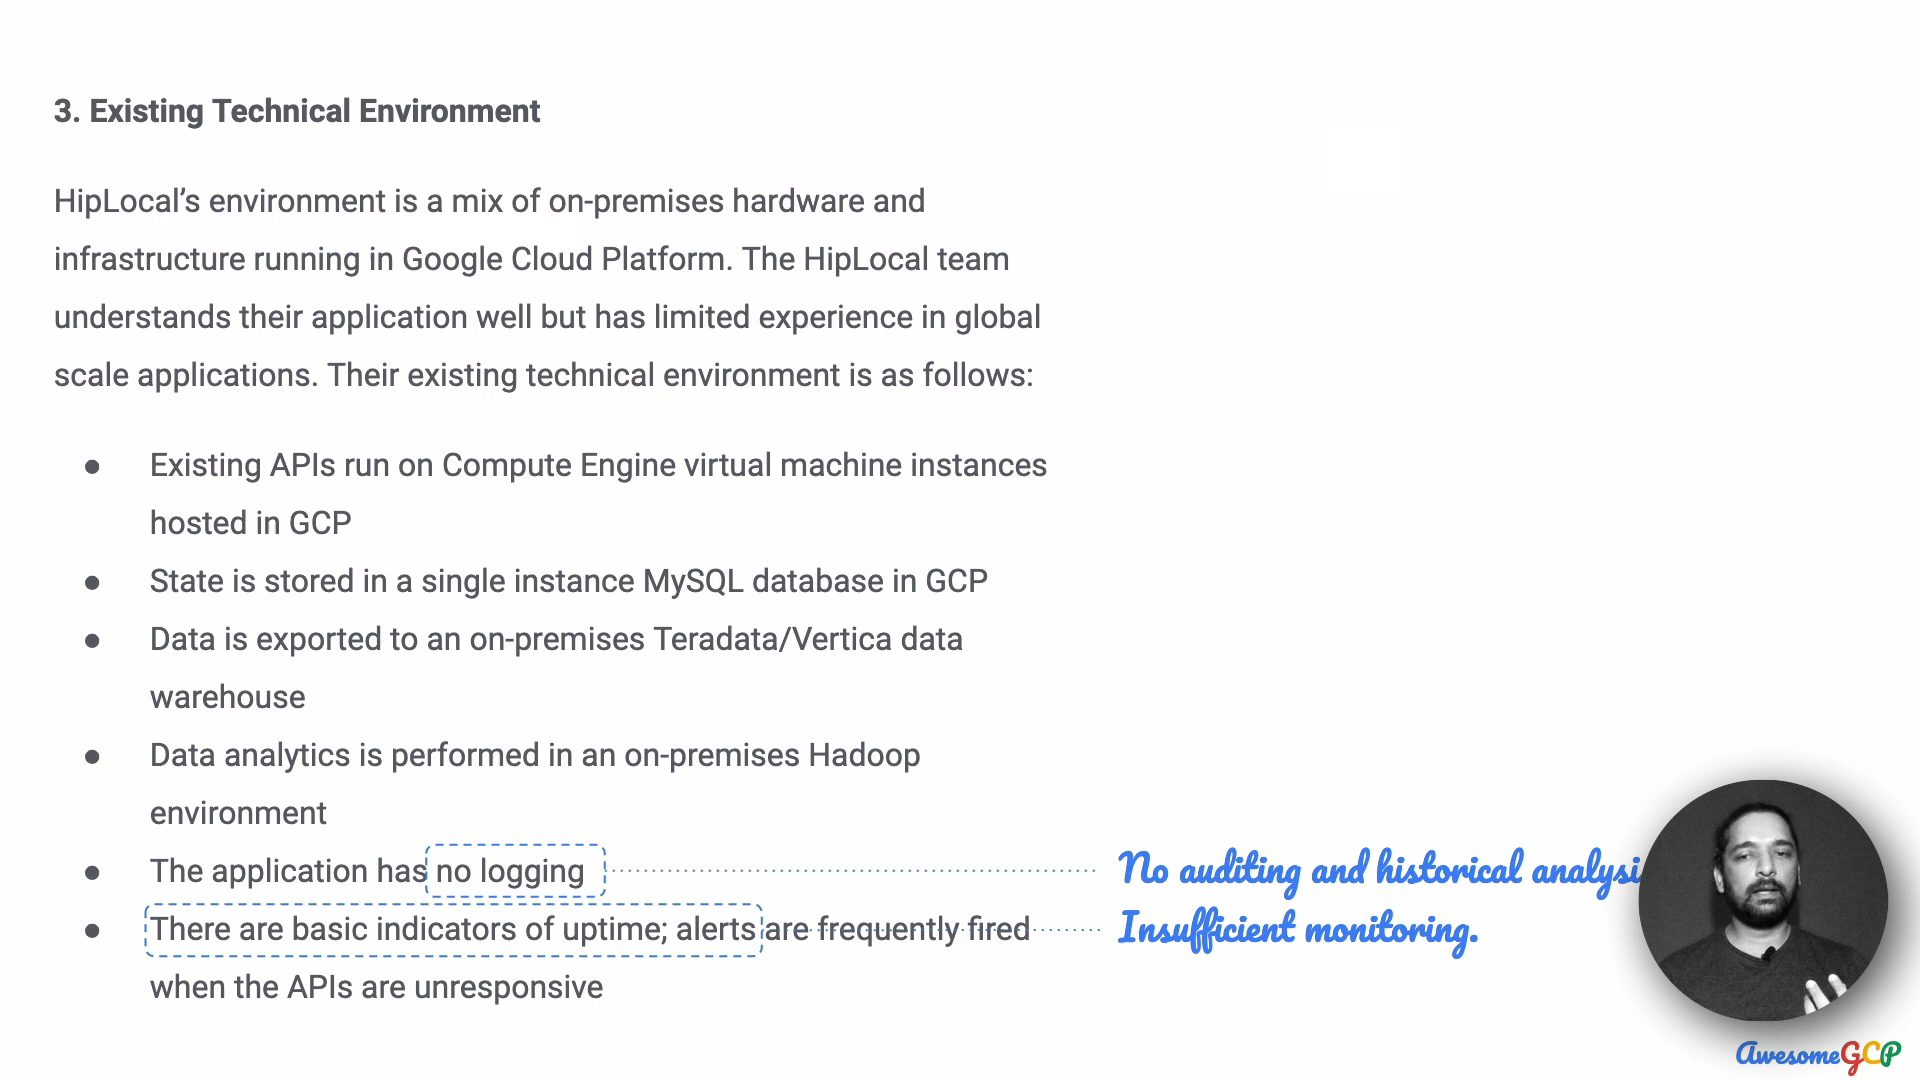 3. Existing Technical Environment
HipLocal’s environment is a mix of on-premises hardware and
infrastructure running in Google Cloud Platform. The HipLocal team
understands their application well but has limited experience in global
scale applications. Their existing technical environment is as follows:
● Existing APIs run on Compute Engine virtual machine instances
hosted in GCP
● State is stored in a single instance MySQL database in GCP
● Data is exported to an on-premises Teradata/Vertica data
warehouse
● Data analytics is performed in an on-premises Hadoop
environment
● The application has no logging
No auditing and historical analysi
● There are basic indicators of uptime; alerts are frequently fired
Insufficient monitoring.
when the APIs are unresponsive
AwesomeGCP